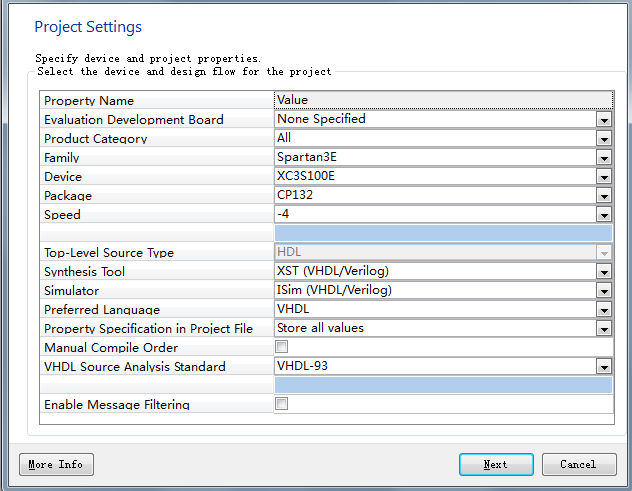 Project Settings
Specify device and project properties.
Select the device and design flow for the project
Property Name Value
Evaluation Development Board None Specified
Product Category All
Family Spartan3E
Device XC3S100E
Package CP132
Speed -4
Top-Level Source Type HDL
Synthesis Tool XST (VHDL/Verilog)
Simulator ISim (VHDL/Verilog)
Preferred Language VHDL
Property Specification in Project File Store all values
Manual Compile Order
VHDL Source Analysis Standard VHDL-93
Enable Message Filtering
More Info Next Cancel